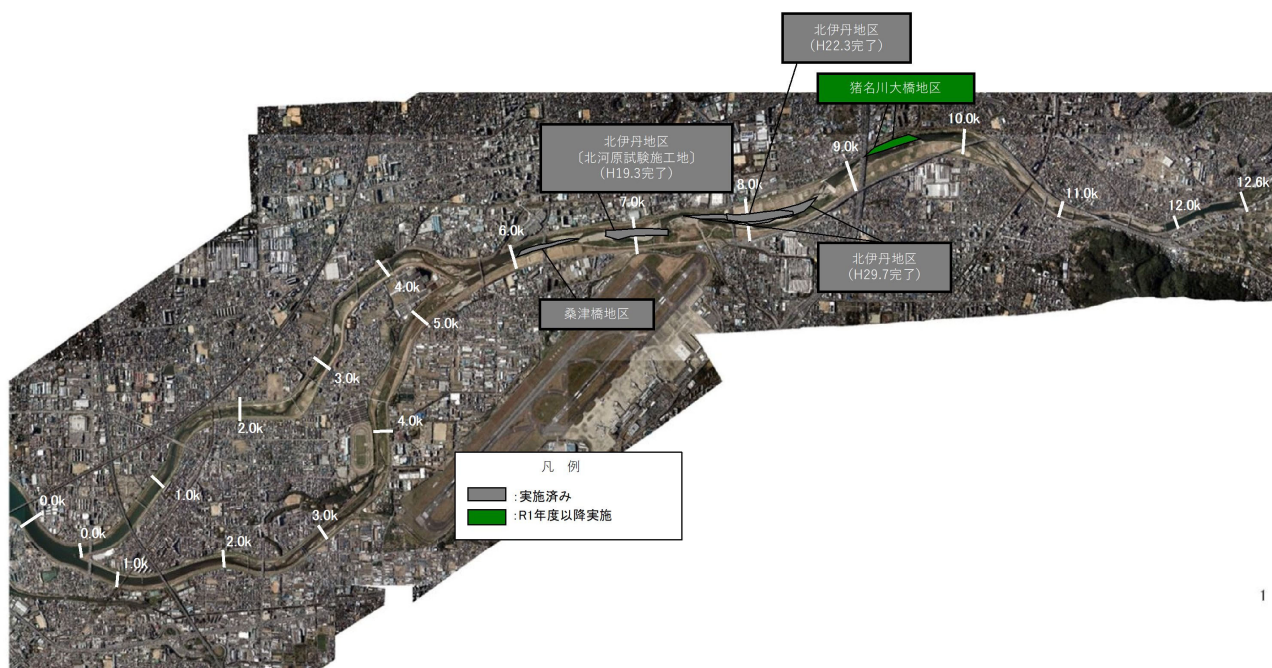 北伊丹地区
（H22.3完了）
猪名川大橋地区
北伊丹地区
〔北河原試験施工地〕
（H19.3完了）
10.0k
9.0k
8.0k
7.0k
6.0k
11.0k
12.0k
12.6k
北伊丹地区
（H29.7完了）
桑津橋地区
4.0k
5.0k
3.0k
2.0k
4.0k
1.0k
0.0k
0.0k
1.0k
2.0k
3.0k
凡　例
：実施済み
：R1年度以降実施
1